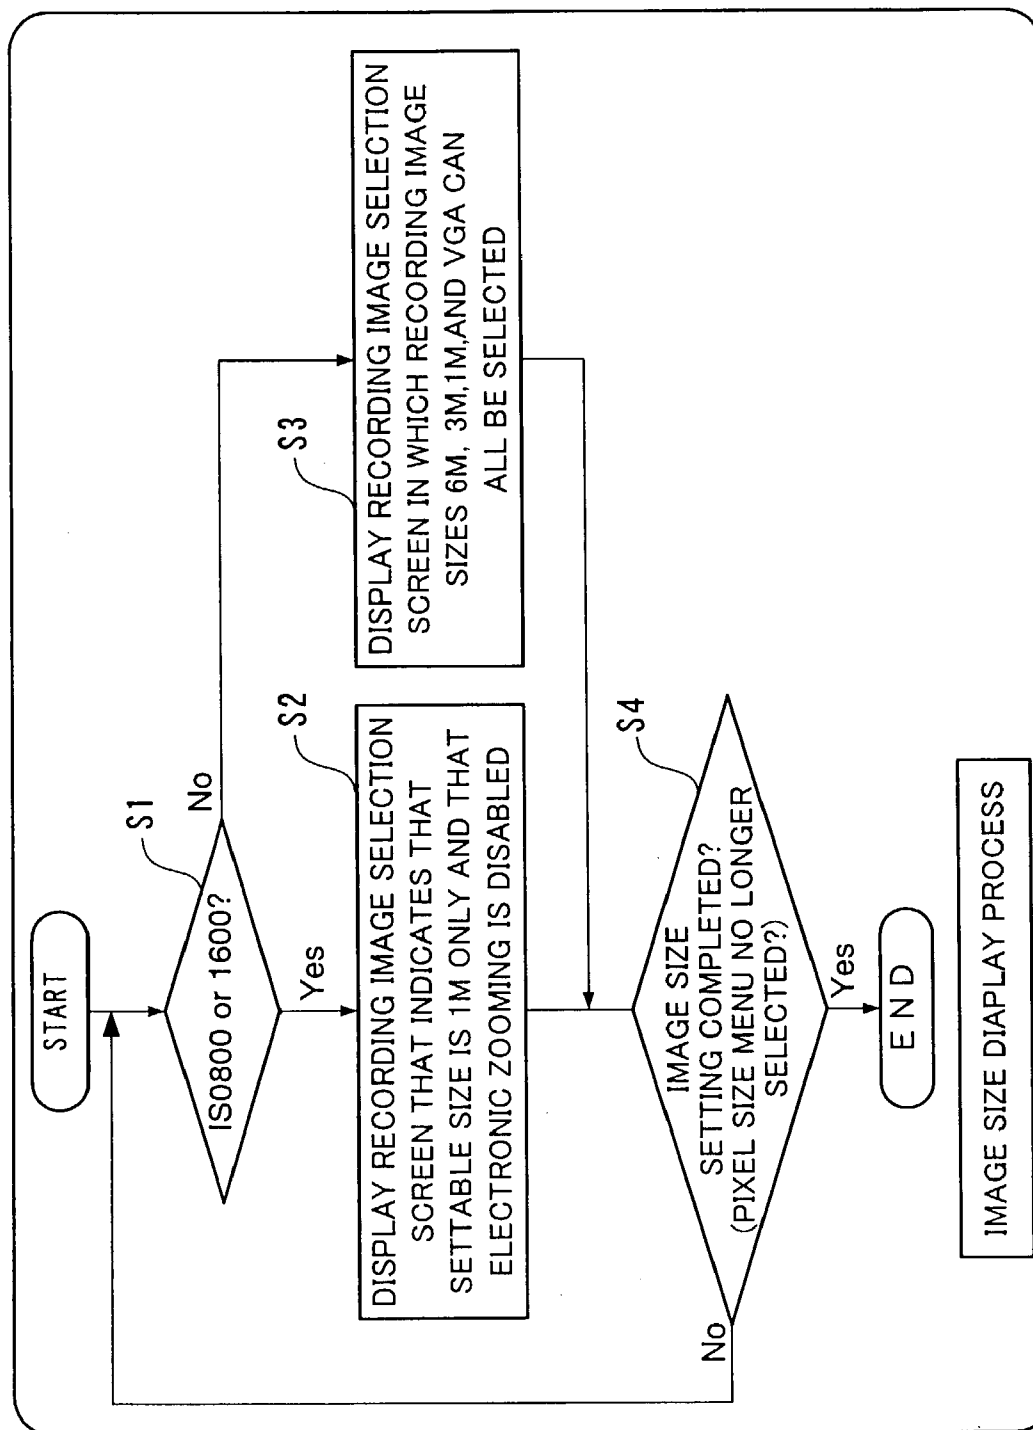 START
S1
ISO800 or 1600?
No
Yes
S2
DISPLAY RECORDING IMAGE SELECTION
SCREEN THAT INDICATES THAT
SETTABLE SIZE IS 1M ONLY AND THAT
ELECTRONIC ZOOMING IS DISABLED
S3
DISPLAY RECORDING IMAGE SELECTION
SCREEN IN WHICH RECORDING IMAGE
SIZES 6M, 3M,1M,AND VGA CAN
ALL BE SELECTED
S4
IMAGE SIZE
SETTING COMPLETED?
(PIXEL SIZE MENU NO LONGER
SELECTED?)
No
Yes
END
IMAGE SIZE DIAPLAY PROCESS